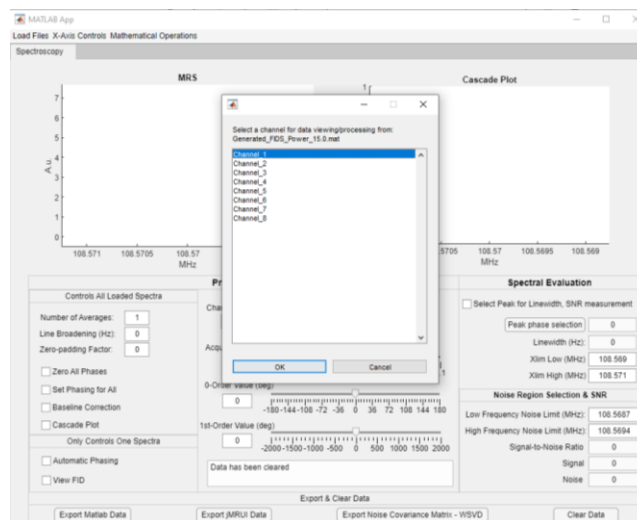 MATLAB App
Load Files X-Axis Controls Mathematical Operations
Spectroscopy
MRS
Cascade Plot
7
6
5
4
3
2
1
0
A.u.
108.571 108.5705 108.57
MHz
1
108.57 108.5695 108.569
MHz
Select a channel for data viewing/processing from:
Generated_FIDS_Power_15.0.mat
Channel_1
Channel_2
Channel_3
Channel_4
Channel_5
Channel_6
Channel_7
Channel_8
OK Cancel
Controls All Loaded Spectra
Number of Averages: 1
Line Broadening (Hz): 0
Zero-padding Factor: 0
Zero All Phases
Set Phasing for All
Baseline Correction
Cascade Plot
Only Controls One Spectra
Automatic Phasing
View FID
0-Order Value (deg)
0
-180 -144 -108 -72 -36 0 36 72 108 144 180
1st-Order Value (deg)
0
-2000 -1500 -1000 -500 0 500 1000 1500 2000
Data has been cleared
Spectral Evaluation
Select Peak for Linewidth, SNR measurement
Peak phase selection 0
Linewidth (Hz): 0
Xlim Low (MHz) 108.569
Xlim High (MHz) 108.571
Noise Region Selection & SNR
Low Frequency Noise Limit (MHz): 108.5687
High Frequency Noise Limit (MHz): 108.5694
Signal-to-Noise Ratio 0
Signal 0
Noise 0
Export & Clear Data
Export Matlab Data Export jMRUI Data Export Noise Covariance Matrix - WSVD Clear Data